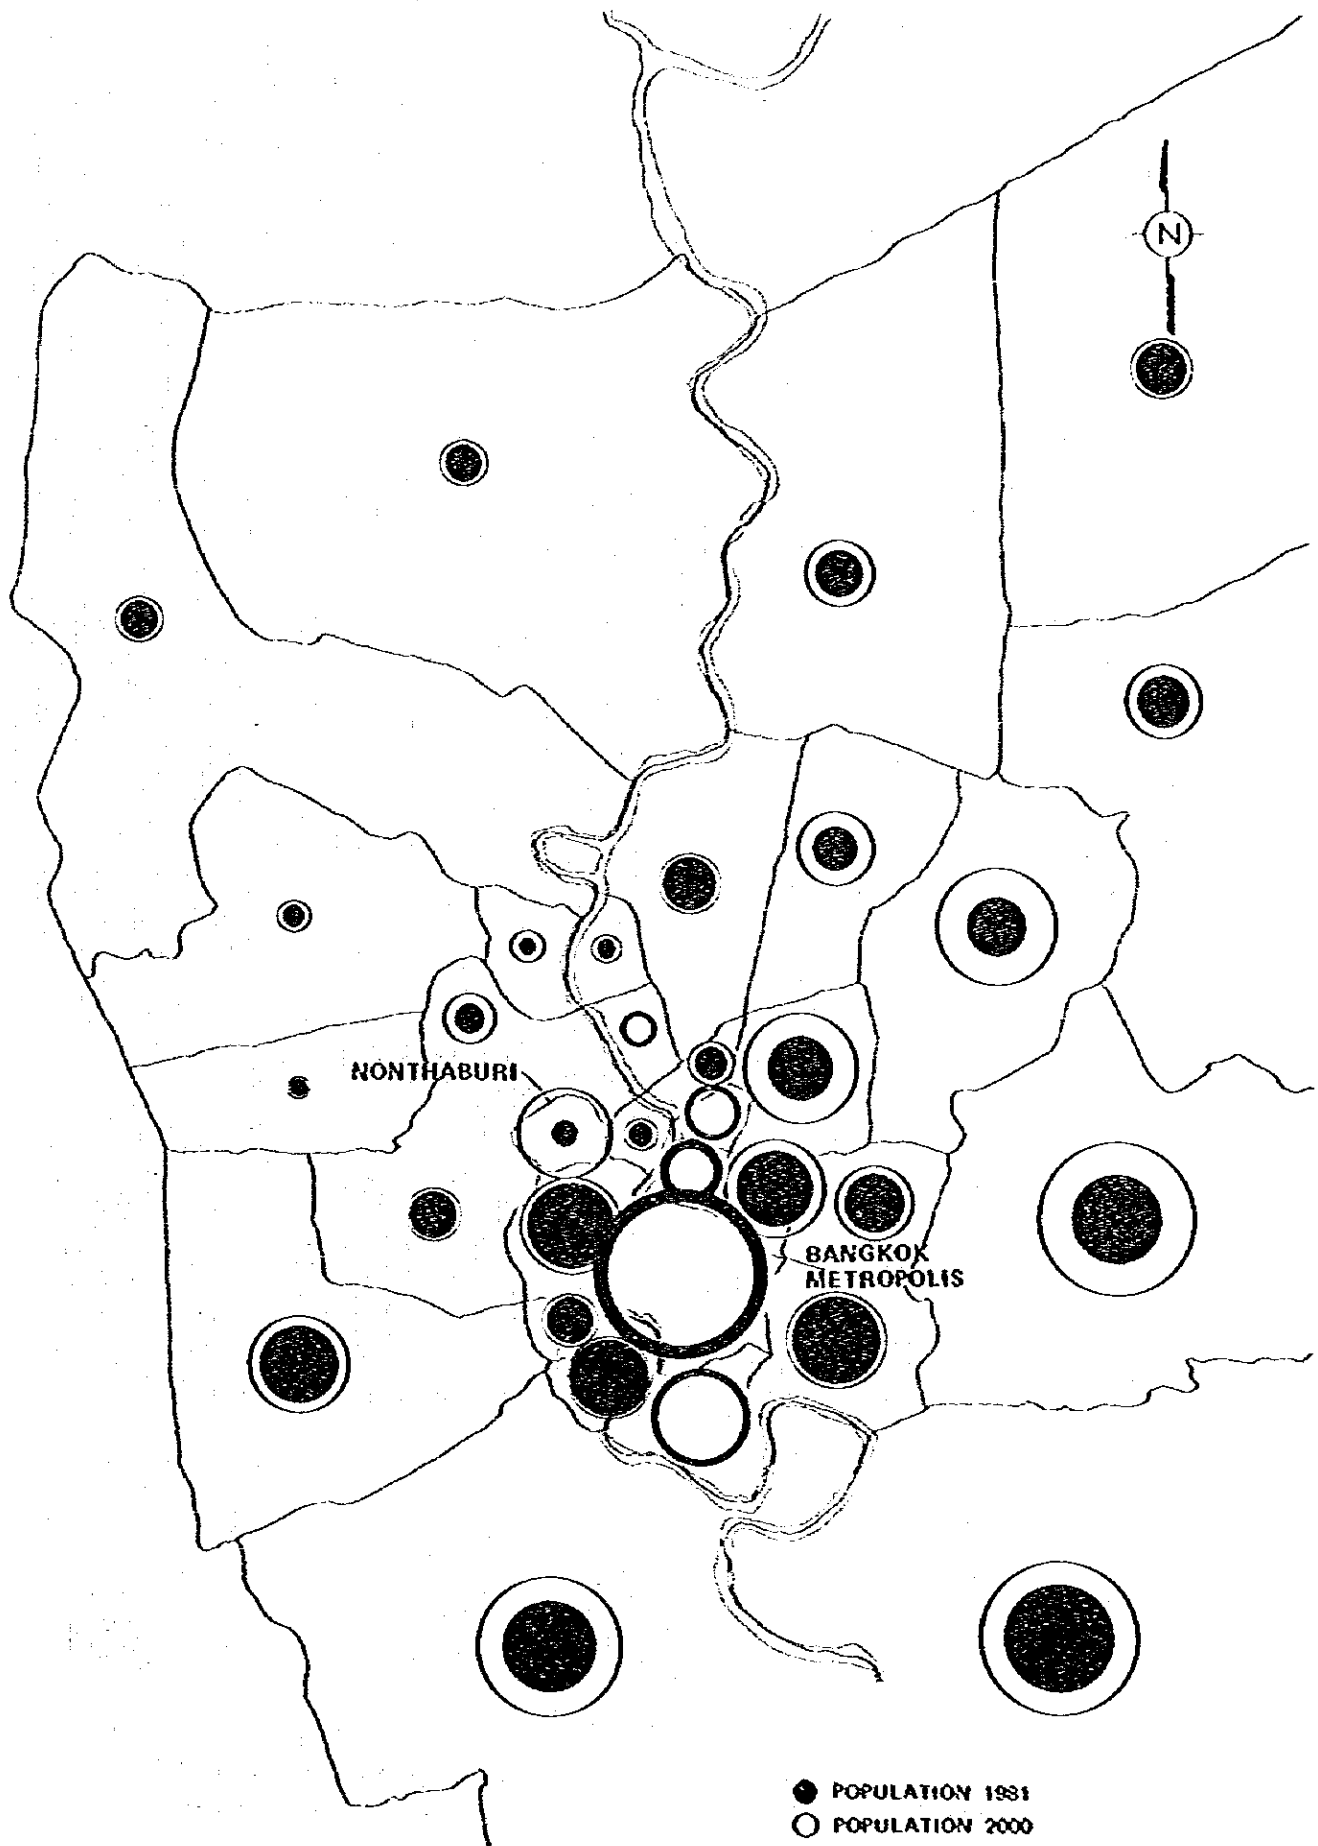 N
NONTHABURI
BANGKOK
METROPOLIS
POPULATION 1981
POPULATION 2000